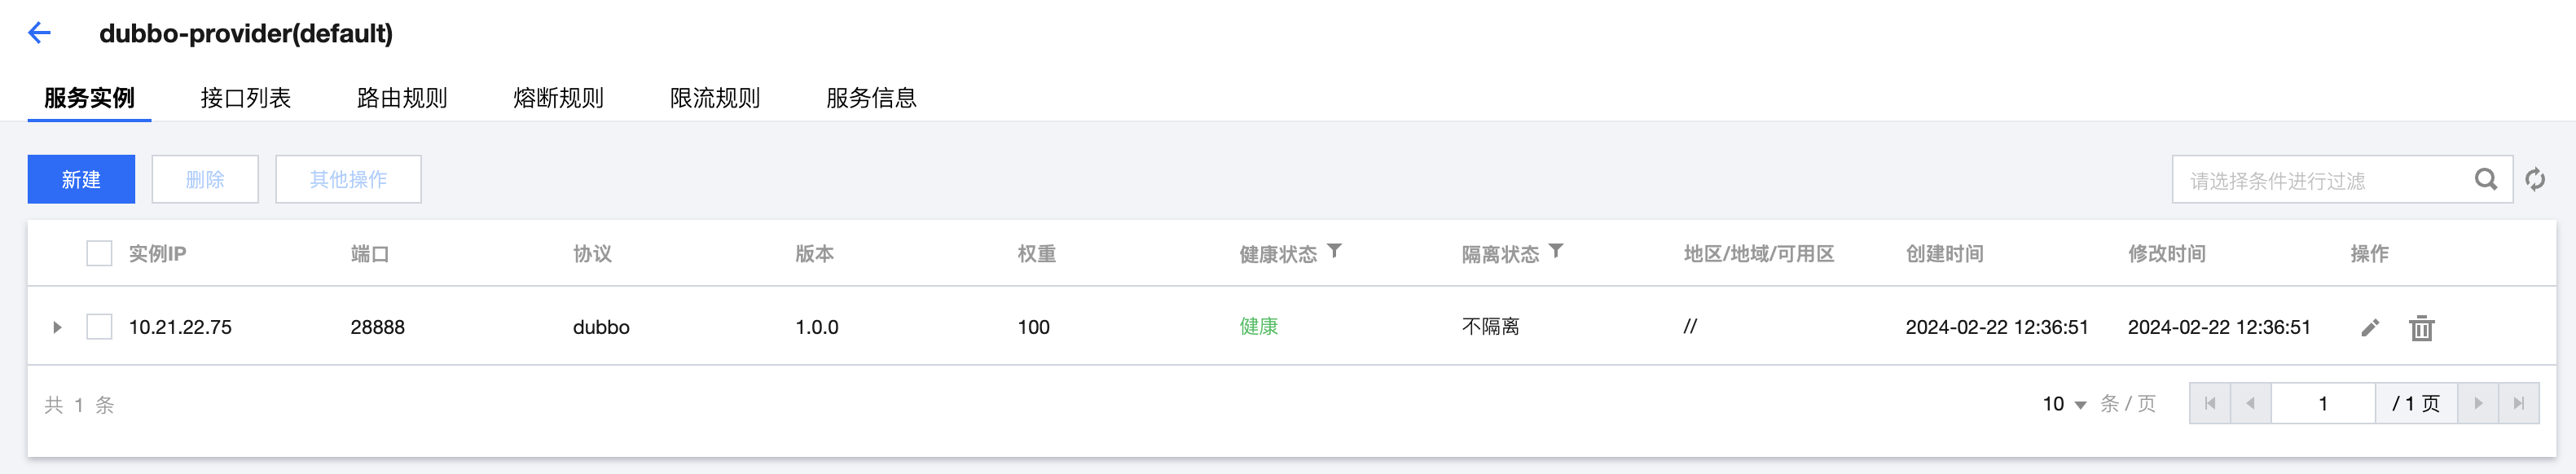 dubbo-provider(default)
服务实例 接口列表 路由规则 熔断规则 限流规则 服务信息
新建 删除 其他操作 请选择条件进行过滤
实例IP 端口 协议 版本 权重 健康状态 隔离状态 地区/地域/可用区 创建时间 修改时间 操作
10.21.22.75 28888 dubbo 1.0.0 100 健康 不隔离 // 2024-02-22 12:36:51 2024-02-22 12:36:51
共 1 条 10 条 / 页 1 / 1 页